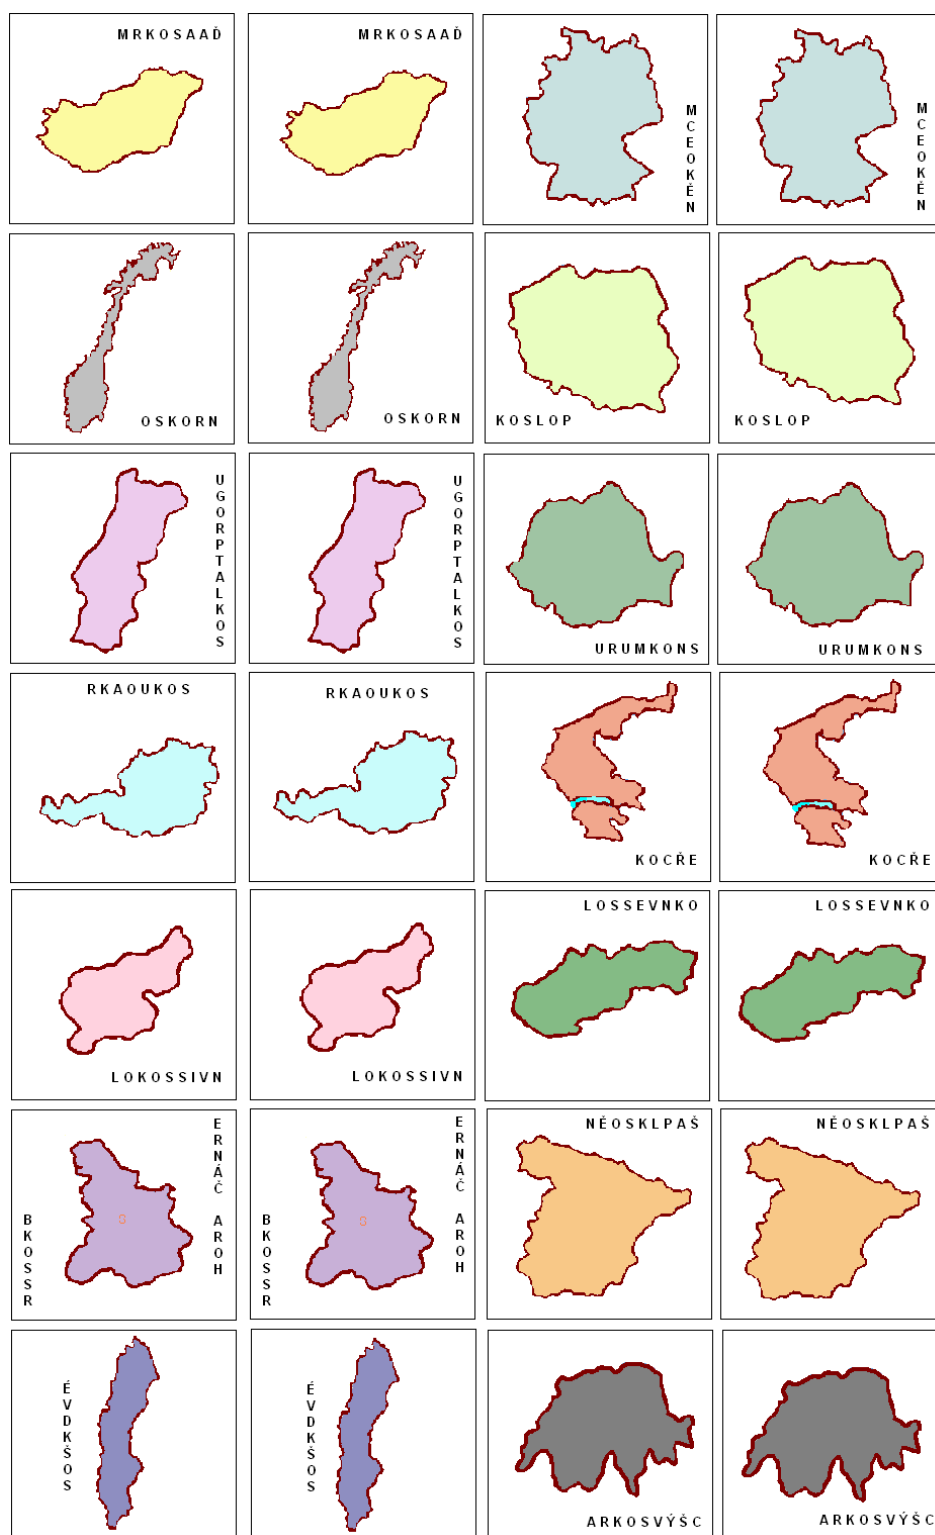 MRKOSAAĎ
MRKOSAAĎ
MCEOKĚN
MCEOKĚN
OSKORN
OSKORN
KOSLOP
KOSLOP
UGORPTALKOS
UGORPTALKOS
URUMKONS
URUMKONS
RKAOUKOS
RKAOUKOS
KOCŘE
KOCŘE
LOKOSSIVN
LOKOSSIVN
LOSSEVNKO
LOSSEVNKO
BKOSSR
ERNÁČ AROH
BKOSSR
ERNÁČ AROH
NĚOSKLPAŠ
NĚOSKLPAŠ
ÉVDKŠOS
ÉVDKŠOS
ARKOSVÝŠC
ARKOSVÝŠC